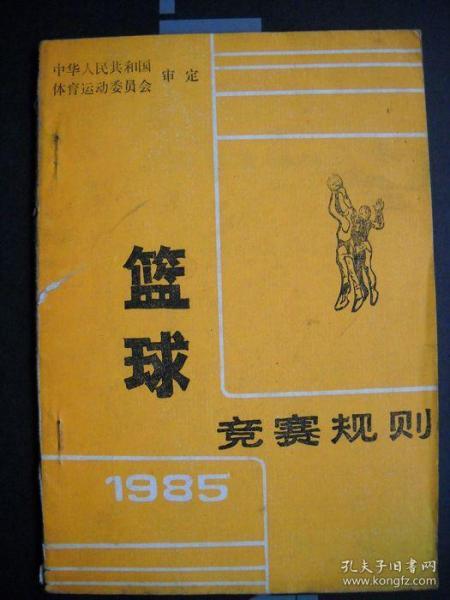 中华人民共和国
体育运动委员会 审定
篮球
竞赛规则
1985
孔夫子旧书网
www.kongfz.com